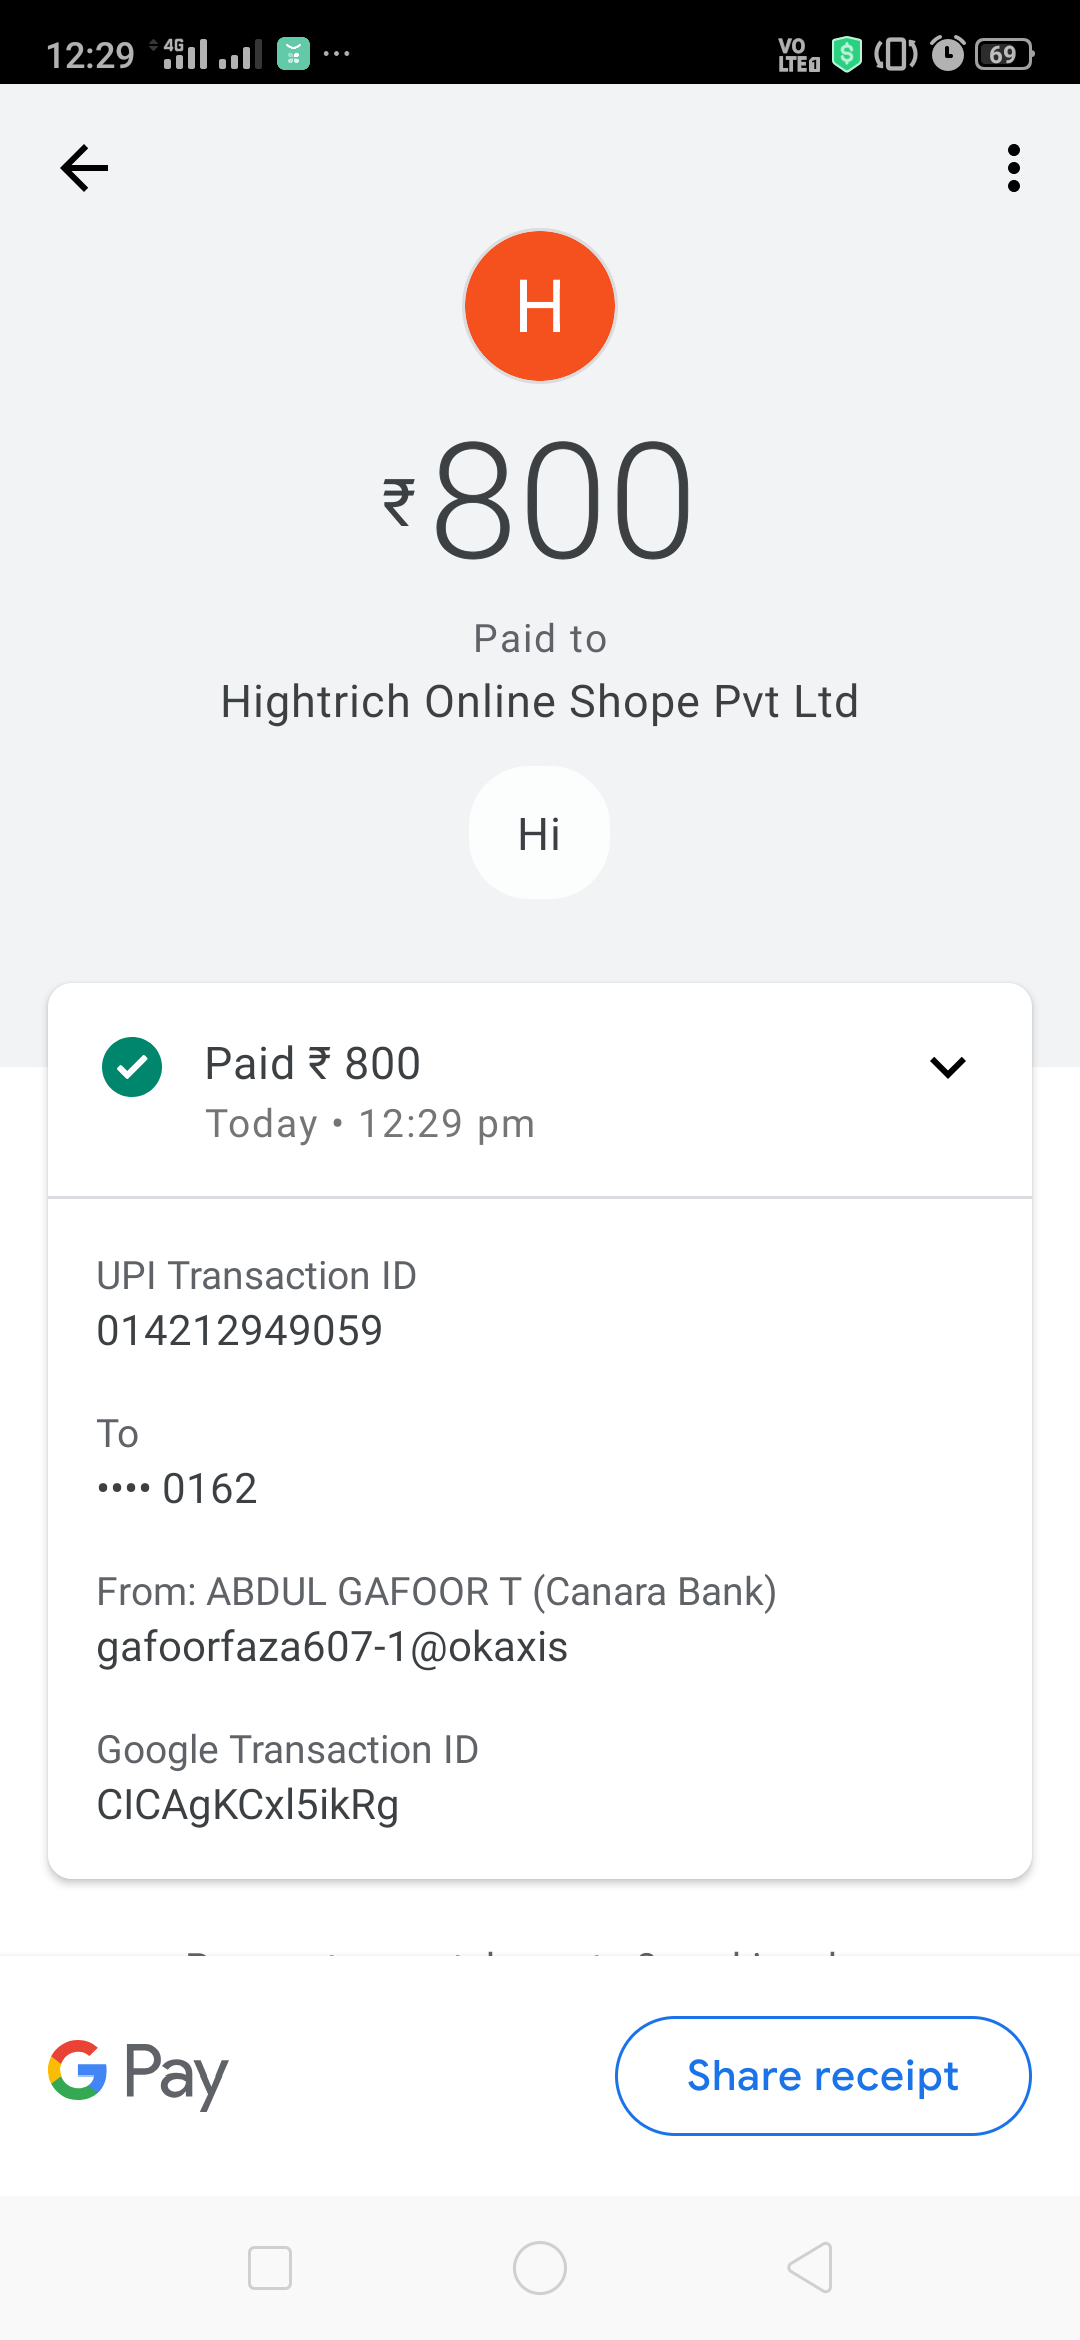 12:29 4G ... VO LTE 1 69
H
₹800
Paid to
Hightrich Online Shope Pvt Ltd
Hi
Paid ₹ 800
Today • 12:29 pm
UPI Transaction ID
014212949059
To
•••• 0162
From: ABDUL GAFOOR T (Canara Bank)
gafoorfaza607-1@okaxis
Google Transaction ID
CICAgKCxl5ikRg
G Pay
Share receipt